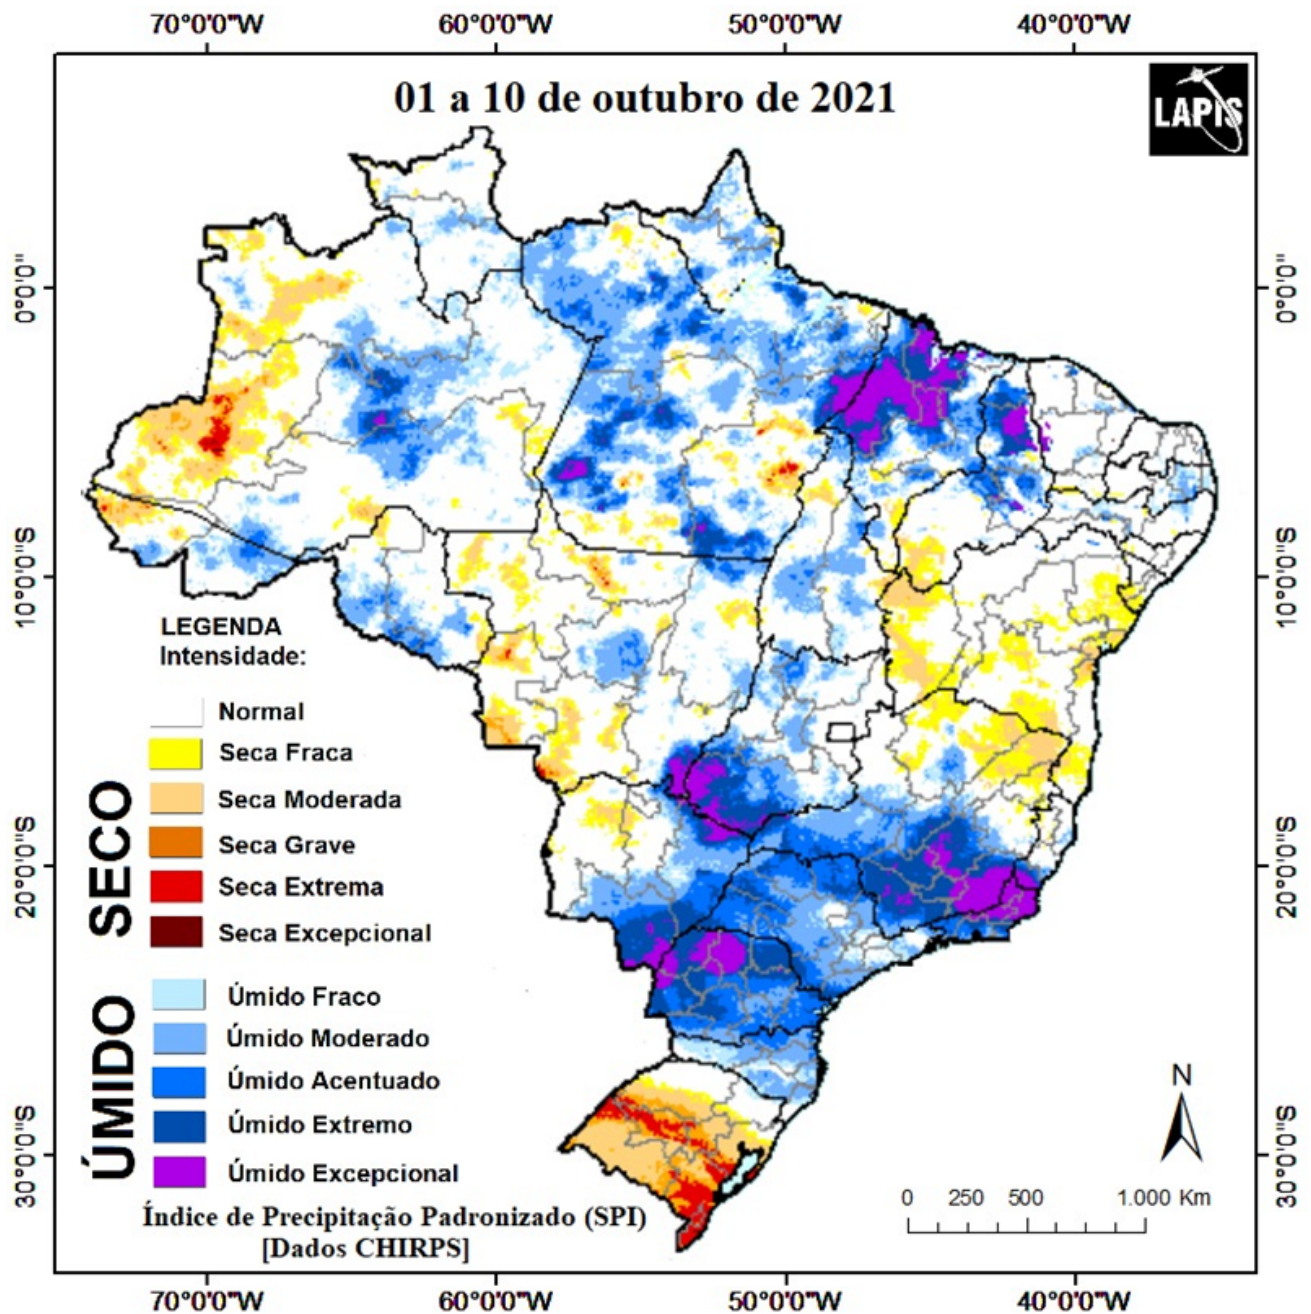 70°0'0"W 60°0'0"W 50°0'0"W 40°0'0"W
01 a 10 de outubro de 2021
LAPIS
0°0'0" 0°0'0"
10°0'0"S 10°0'0"S
20°0'0"S 20°0'0"S
30°0'0"S 30°0'0"S
LEGENDA
Intensidade:
SECO
Normal
Seca Fraca
Seca Moderada
Seca Grave
Seca Extrema
Seca Excepcional
ÚMIDO
Úmido Fraco
Úmido Moderado
Úmido Acentuado
Úmido Extremo
Úmido Excepcional
Índice de Precipitação Padronizado (SPI)
[Dados CHIRPS]
N
0 250 500 1.000 Km
70°0'0"W 60°0'0"W 50°0'0"W 40°0'0"W